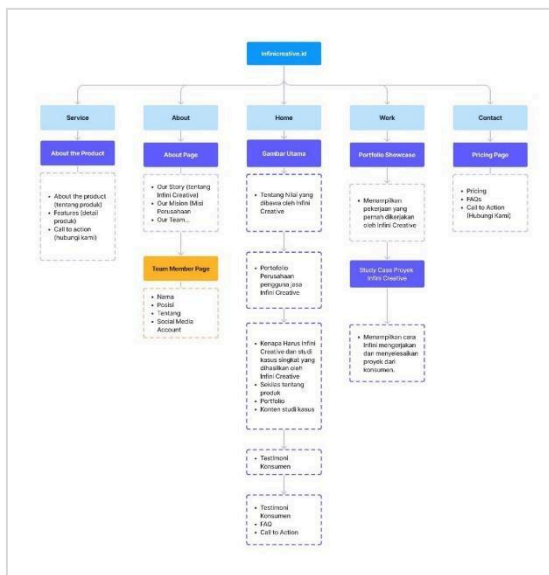 infinicreative.id
Service
About
Home
Work
Contact
About the Product
About Page
Gambar Utama
Portfolio Showcase
Pricing Page
• About the product
(tentang produk)
• Features (detail
produk)
• Call to action
(hubungi kami)
• Our Story (tentang
Infini Creative)
• Our Mision (Misi
Perusahaan
• Our Team...
Team Member Page
• Nama
• Posisi
• Tentang
• Social Media
Account
• Tentang Nilai yang
dibawa oleh Infini
Creative
• Portofolio
Perusahaan
pengguna jasa
Infini Creative
• Kenapa Harus Infini
Creative dan studi
kasus singkat yang
dihasilkan oleh
Infini Creative
• Sekilas tentang
produk
• Portfolio
• Konten studi kasus
• Testimoni
Konsumen
• Testimoni
Konsumen
• FAQ
• Call to Action
• Menampilkan
pekerjaan yang
pernah dikerjakan
oleh Infini Creative
Study Case Proyek
Infini Creative
• Menampilkan cara
Infini mengerjakan
dan menyelesaikan
proyek dari
konsumen.
• Pricing
• FAQs
• Call to Action
(Hubungi Kami)